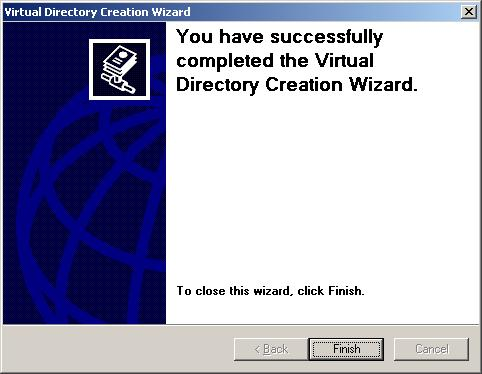 Virtual Directory Creation Wizard
You have successfully
completed the Virtual
Directory Creation Wizard.
To close this wizard, click Finish.
< Back
Finish
Cancel